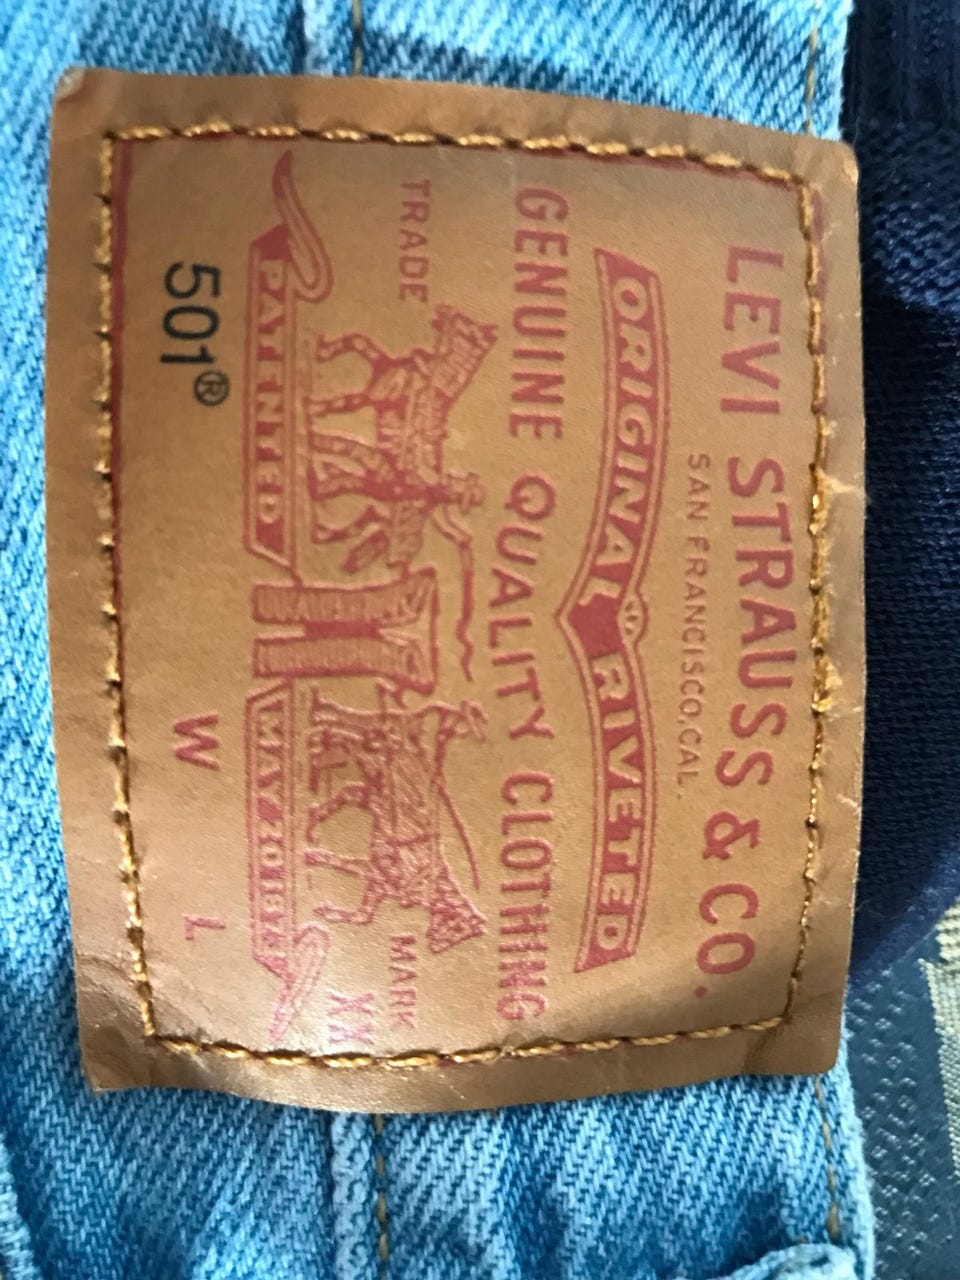 LEVI STRAUSS & CO.
SAN FRANCISCO, CAL.
ORIGINAL RIVETED
GENUINE QUALITY CLOTHING
TRADE MARK
XX
PATENTED MAY 20 1873
501® W L